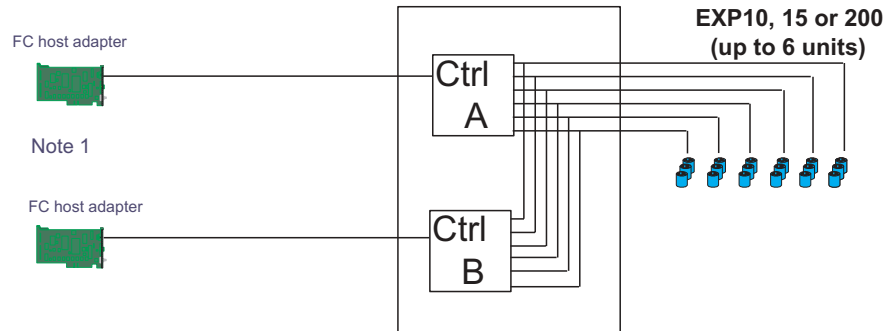 EXP10, 15 or 200
(up to 6 units)
FC host adapter
Ctrl
A
Note 1
FC host adapter
Ctrl
B